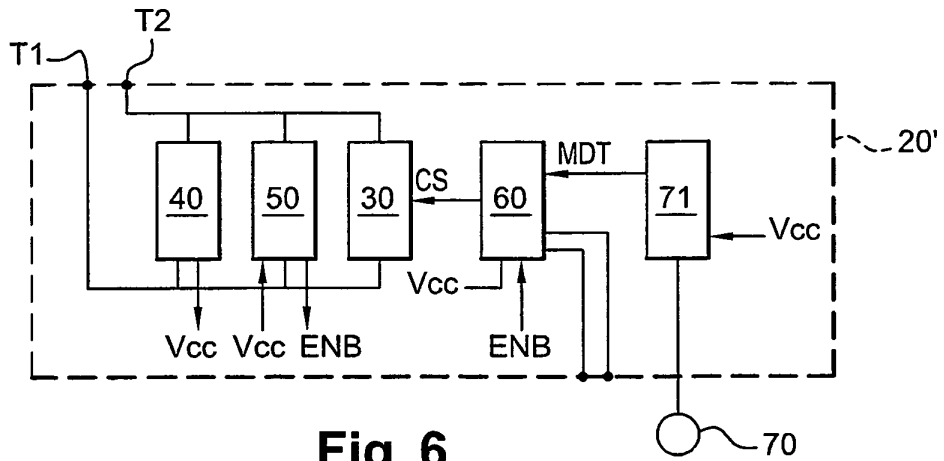 T1
T2
20'
40
50
30
CS
60
MDT
71
Vcc
Vcc
Vcc
Vcc
ENB
ENB
70
Fig. 6